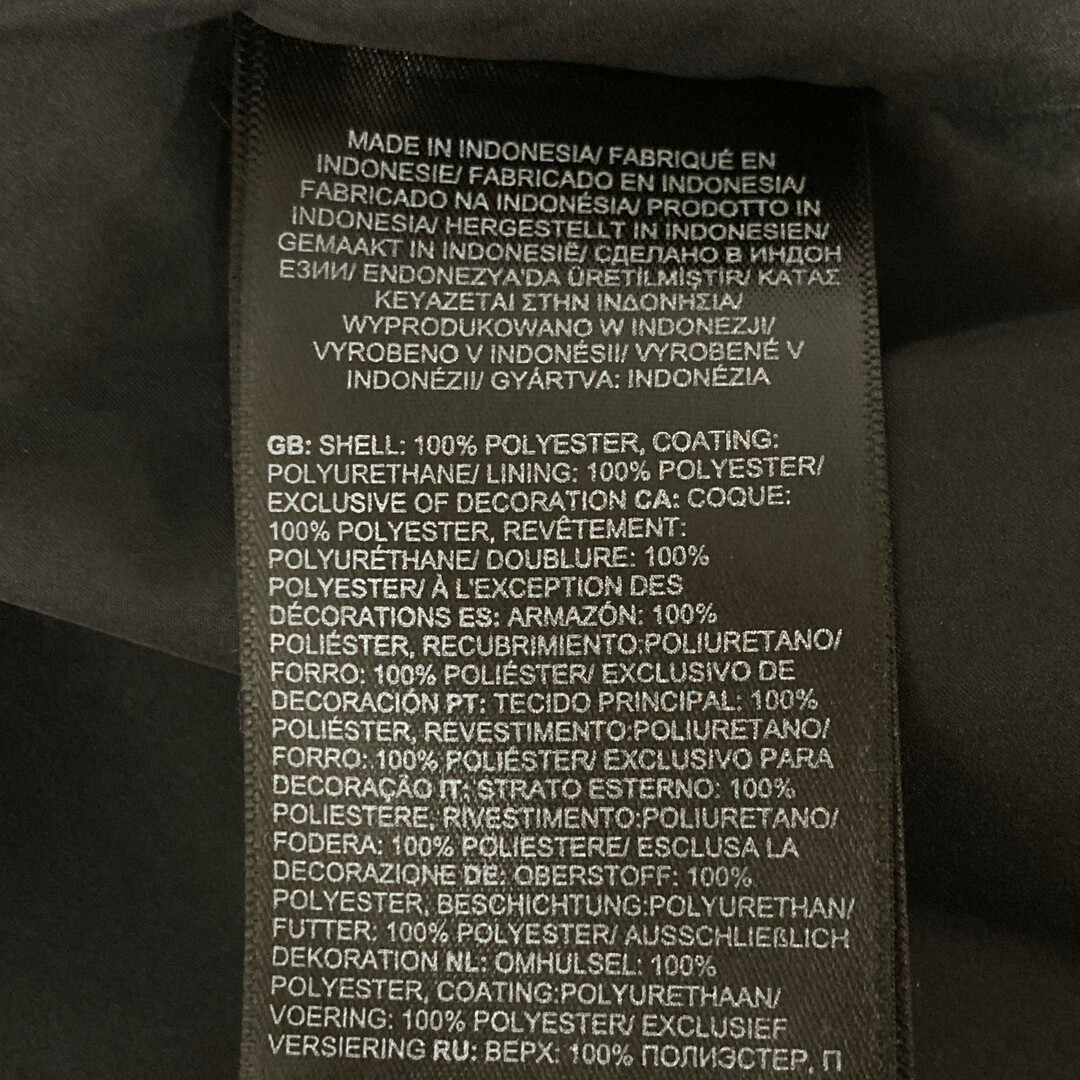 MADE IN INDONESIA/ FABRIQUÉ EN
INDONESIE/ FABRICADO EN INDONESIA/
FABRICADO NA INDONÉSIA/ PRODOTTO IN
INDONESIA/ HERGESTELLT IN INDONESIEN/
GEMAAKT IN INDONESIË/ СДЕЛАНО В ИНДОН
ЕЗИИ/ ENDONEZYA'DA ÜRETİLMİŞTİR/ ΚΑΤΑΣ
ΚΕΥΑΖΕΤΑΙ ΣΤΗΝ ΙΝΔΟΝΗΣΙΑ/
WYPRODUKOWANO W INDONEZJI/
VYROBENO V INDONÉSII/ VYROBENÉ V
INDONÉZII/ GYÁRTVA: INDONÉZIA
GB: SHELL: 100% POLYESTER, COATING:
POLYURETHANE/ LINING: 100% POLYESTER/
EXCLUSIVE OF DECORATION CA: COQUE:
100% POLYESTER, REVÊTEMENT:
POLYURÉTHANE/ DOUBLURE: 100%
POLYESTER/ À L'EXCEPTION DES
DÉCORATIONS ES: ARMAZÓN: 100%
POLIÉSTER, RECUBRIMIENTO:POLIURETANO/
FORRO: 100% POLIÉSTER/ EXCLUSIVO DE
DECORACIÓN PT: TECIDO PRINCIPAL: 100%
POLIÉSTER, REVESTIMENTO:POLIURETANO/
FORRO: 100% POLIÉSTER/ EXCLUSIVO PARA
DECORAÇÃO IT: STRATO ESTERNO: 100%
POLIESTERE, RIVESTIMENTO:POLIURETANO/
FODERA: 100% POLIESTERE/ ESCLUSA LA
DECORAZIONE DE: OBERSTOFF: 100%
POLYESTER, BESCHICHTUNG:POLYURETHAN/
FUTTER: 100% POLYESTER/ AUSSCHLIEßLICH
DEKORATION NL: OMHULSEL: 100%
POLYESTER, COATING:POLYURETHAAN/
VOERING: 100% POLYESTER/ EXCLUSIEF
VERSIERING RU: ВЕРХ: 100% ПОЛИЭСТЕР, П